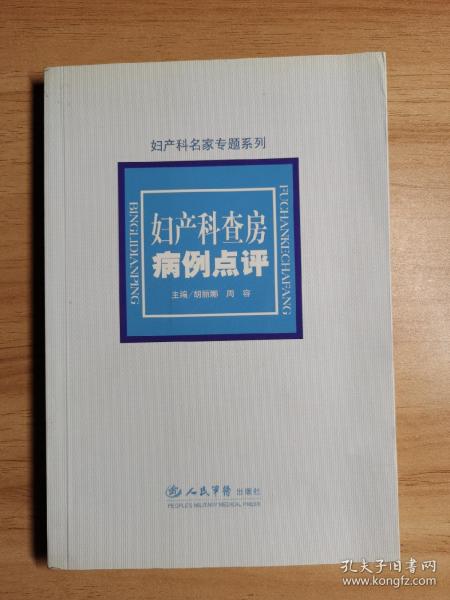 妇产科名家专题系列
妇产科查房
病例点评
BINGLIDIANPING
FUCHANKECHAFANG
主编/胡丽娜 周 容
人民军医 出版社
PEOPLE'S MILITARY MEDICAL PRESS
孔夫子旧书网
www.kongfz.com